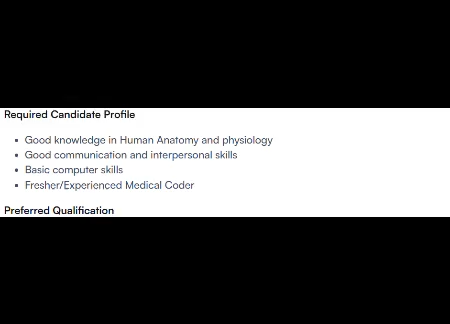 Required Candidate Profile
• Good knowledge in Human Anatomy and physiology
• Good communication and interpersonal skills
• Basic computer skills
• Fresher/Experienced Medical Coder
Preferred Qualification